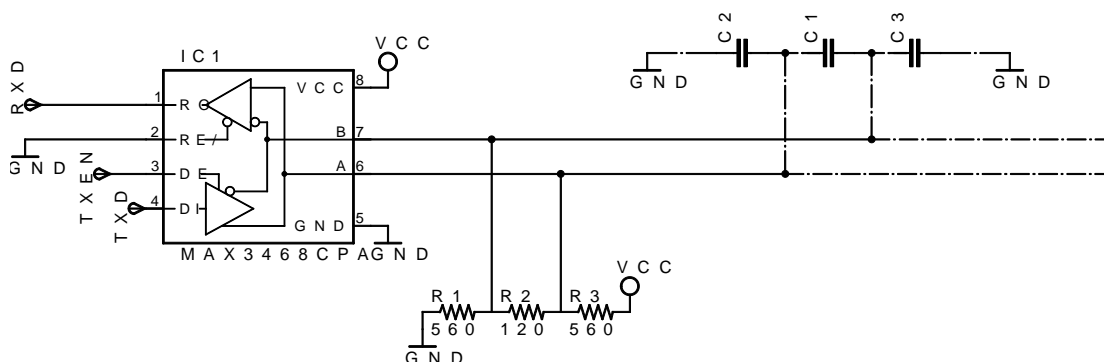 C2
C1
C3
GND
GND
IC1
VCC
RXD
1
RO
VCC
8
2
RE/
B
7
GND
3
DE
A
6
TXEN
4
DI
GND
5
TXD
MAX3468CPA
GND
VCC
R1
R2
R3
560
120
560
GND